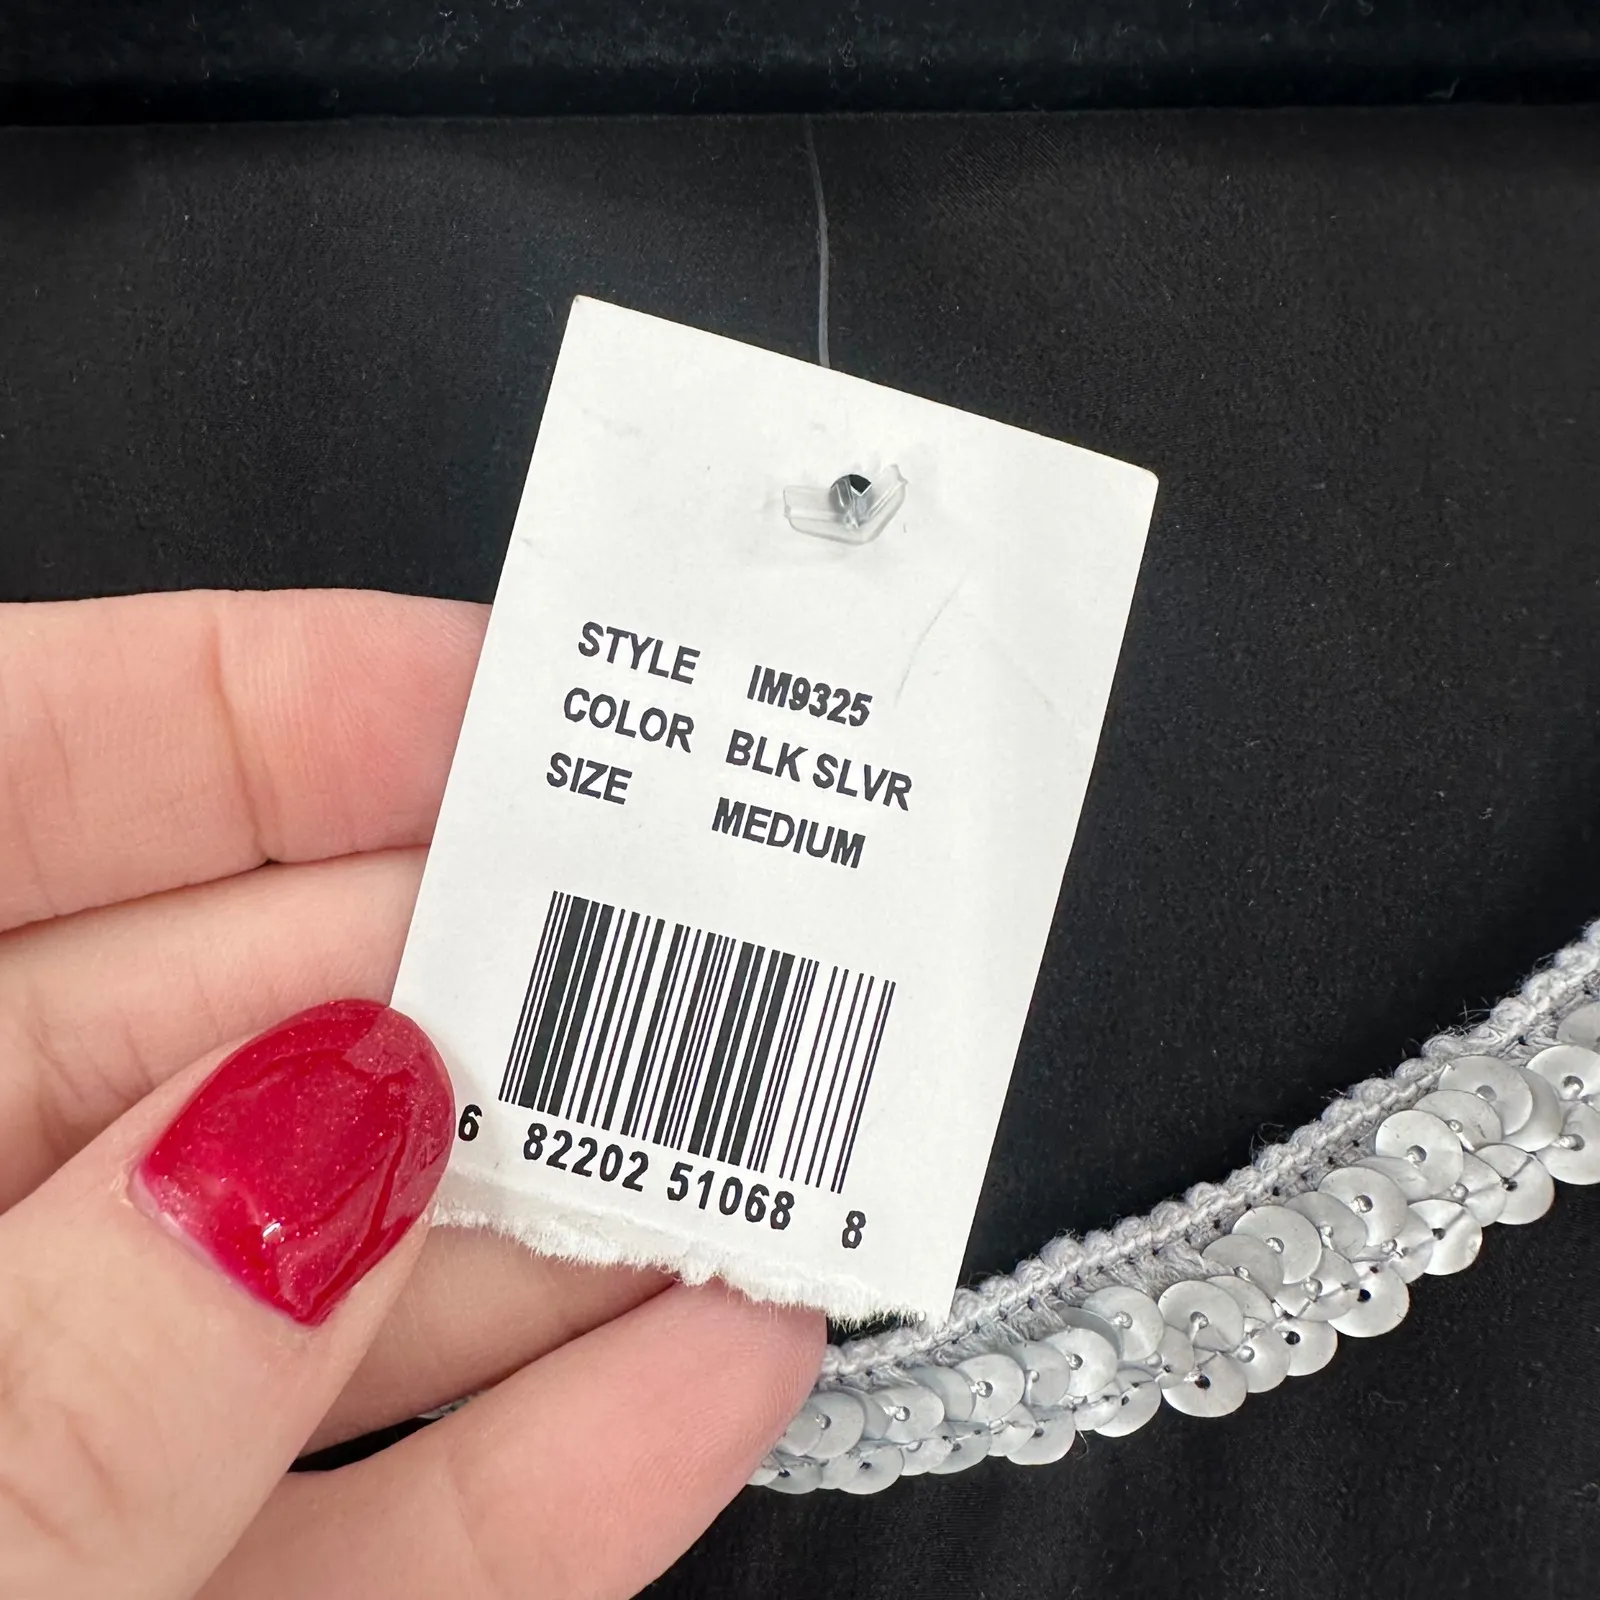 STYLE IM9325
COLOR BLK SLVR
SIZE MEDIUM
6 82202 51068 8